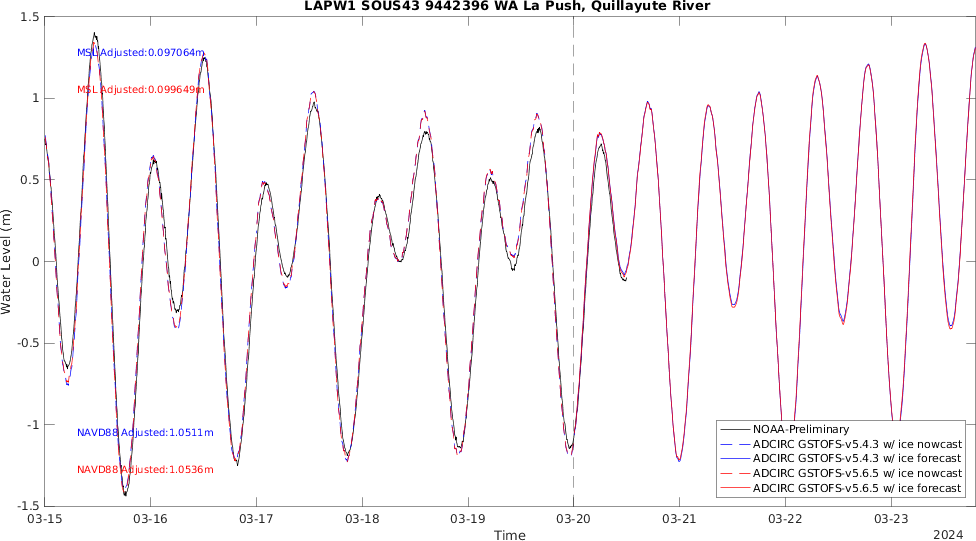 LAPW1 SOUS43 9442396 WA La Push, Quillayute River
1.5
1
0.5
0
-0.5
-1
-1.5
Water Level (m)
MSL Adjusted:0.097064m
MSL Adjusted:0.099649m
NAVD88 Adjusted:1.0511m
NAVD88 Adjusted:1.0536m
NOAA-Preliminary
ADCIRC GSTOFS-v5.4.3 w/ ice nowcast
ADCIRC GSTOFS-v5.4.3 w/ ice forecast
ADCIRC GSTOFS-v5.6.5 w/ ice nowcast
ADCIRC GSTOFS-v5.6.5 w/ ice forecast
03-15 03-16 03-17 03-18 03-19 03-20 03-21 03-22 03-23
Time
2024